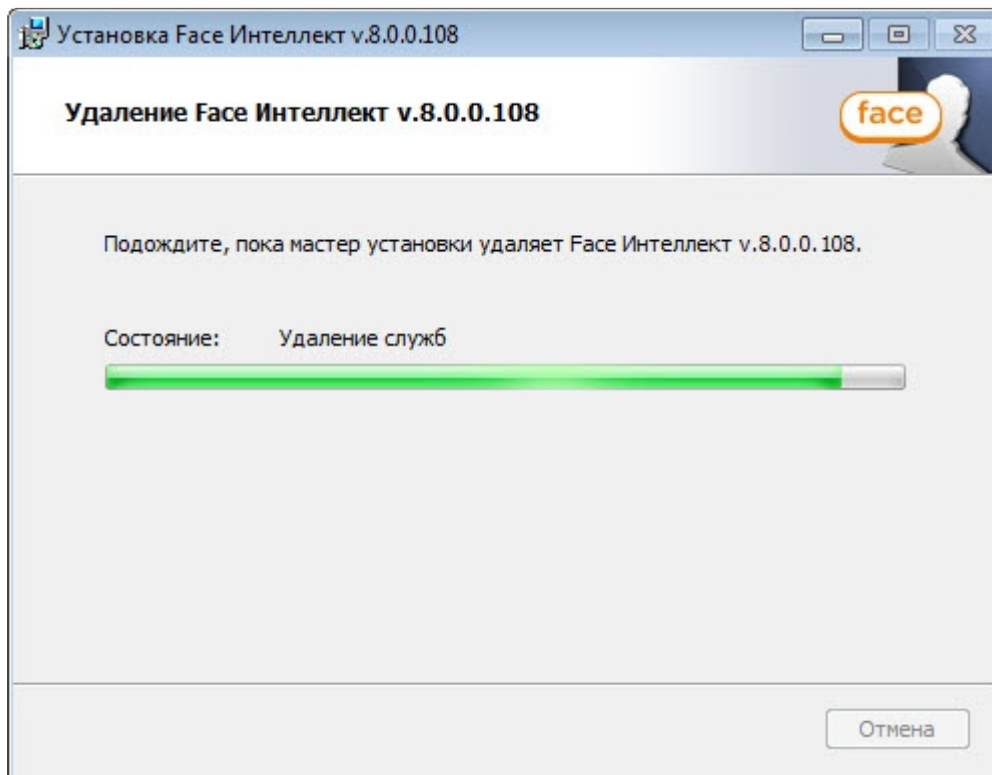 Установка Face Интеллект v.8.0.0.108
Удаление Face Интеллект v.8.0.0.108
face
Подождите, пока мастер установки удаляет Face Интеллект v.8.0.0.108.
Состояние: Удаление служб
Отмена